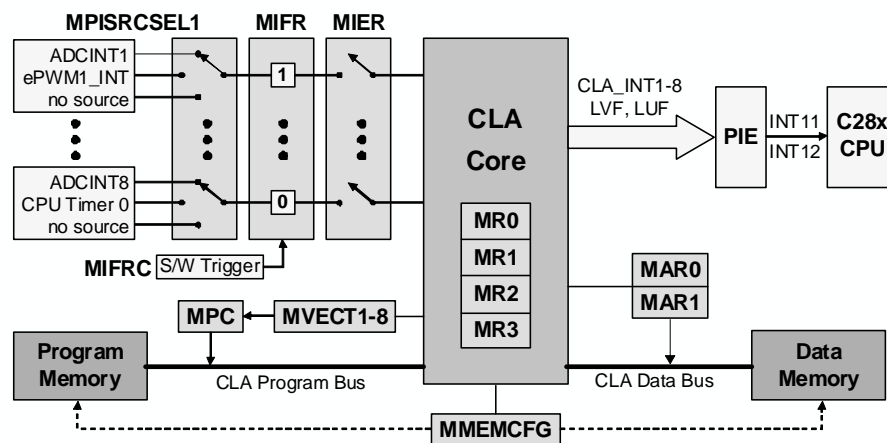 MPISRCSEL1 MIFR MIER
ADCINT1
ePWM1_INT
no source
1
ADCINT8
CPU Timer 0
no source
0
MIFRC S/W Trigger
CLA
Core
MR0
MR1
MR2
MR3
CLA_INT1-8
LVF, LUF
PIE
INT11
INT12
C28x
CPU
MAR0
MAR1
MPC
MVECT1-8
Program
Memory
CLA Program Bus
CLA Data Bus
Data
Memory
MMEMCFG